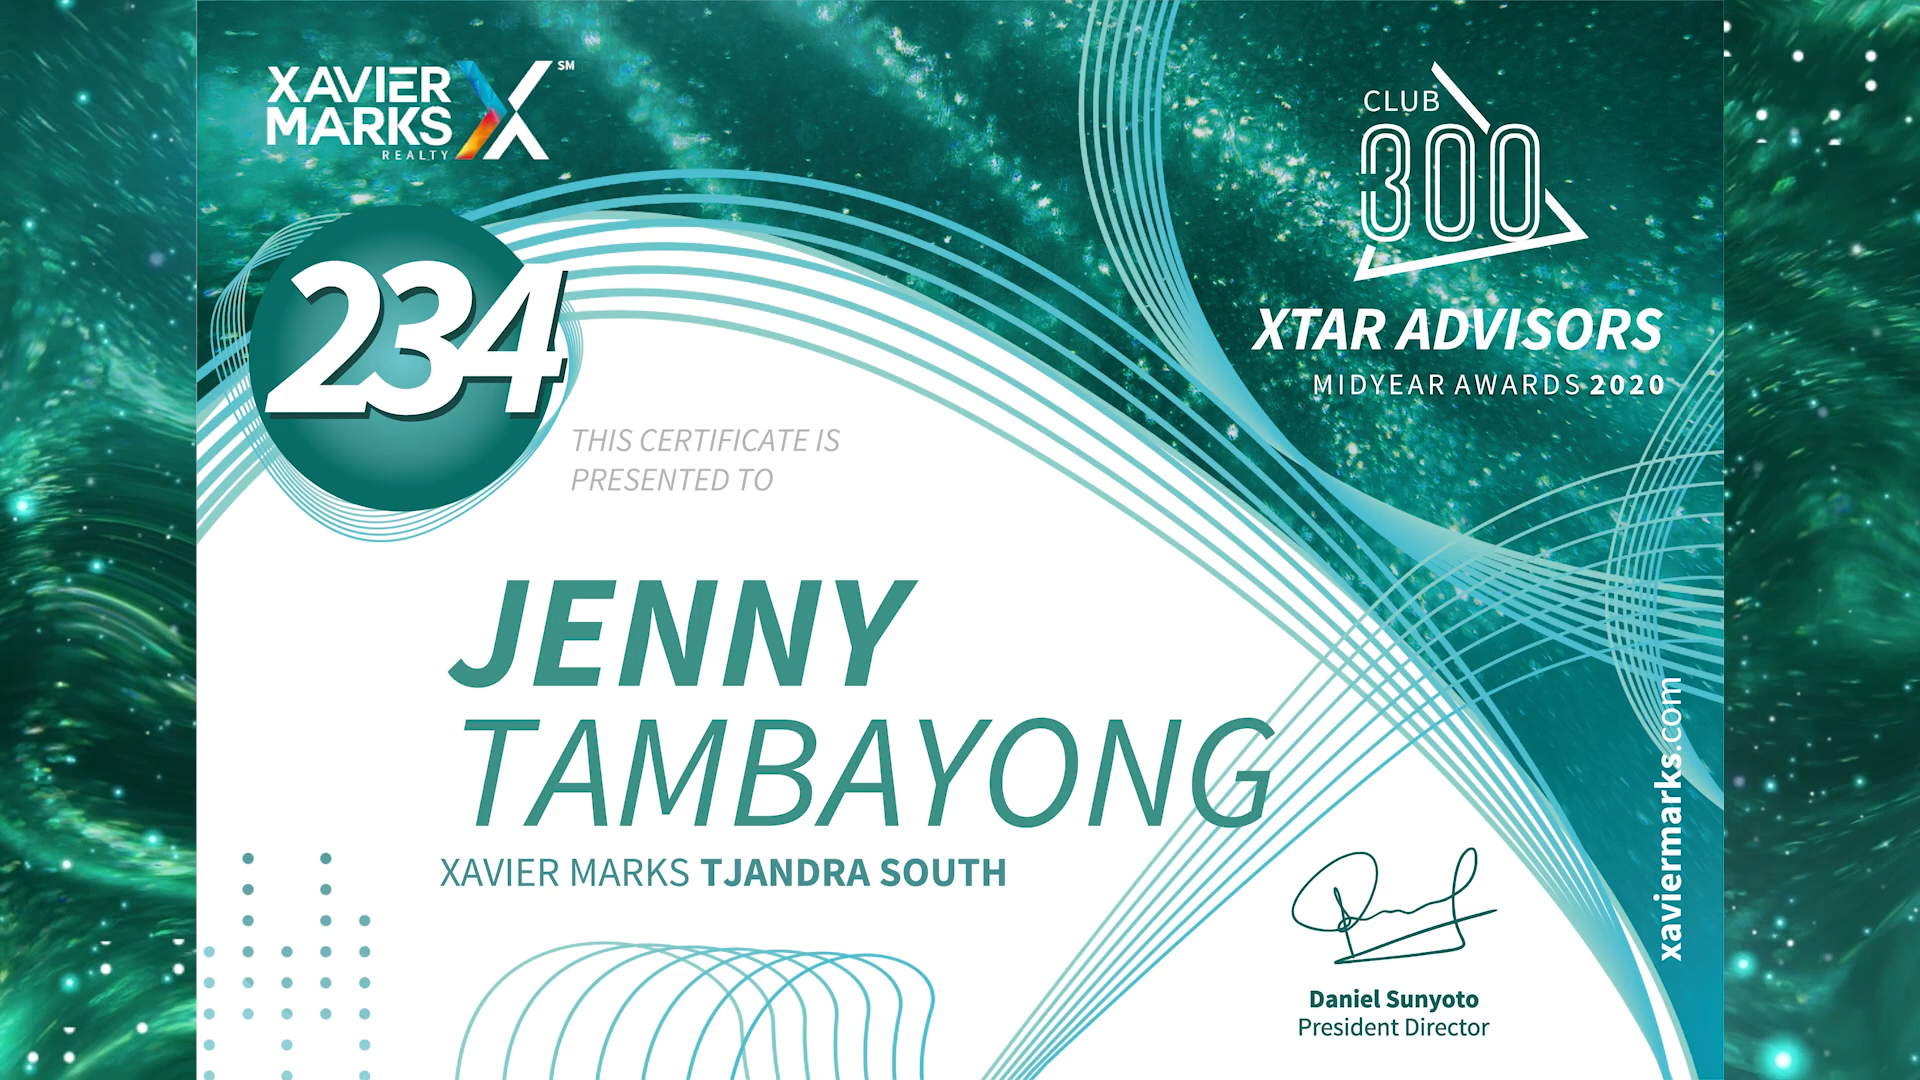 XAVIER
MARKS
REALTY
SM
CLUB
300
XTAR ADVISORS
MIDYEAR AWARDS 2020
234
THIS CERTIFICATE IS
PRESENTED TO
JENNY
TAMBAYONG
XAVIER MARKS TJANDRA SOUTH
Daniel Sunyoto
President Director
xaviermarks.com